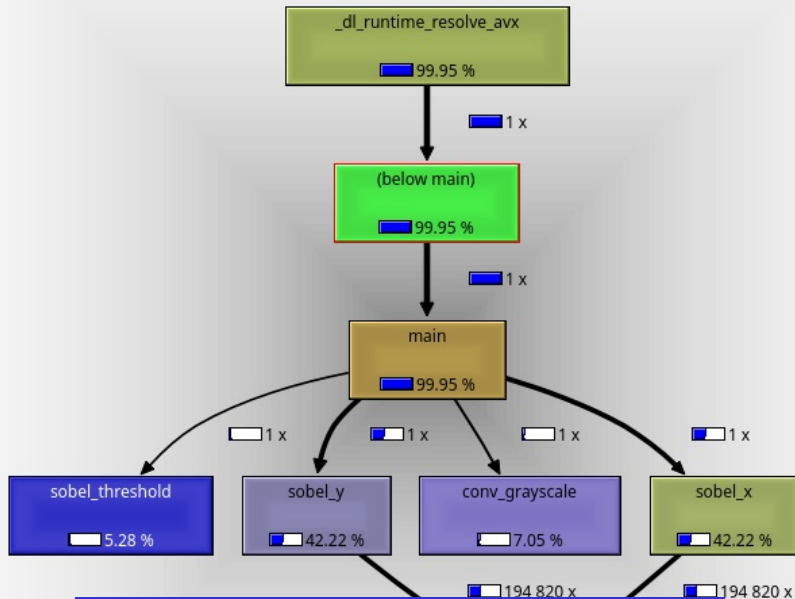 _dl_runtime_resolve_avx
99.95 %
1 x
(below main)
99.95 %
1 x
main
99.95 %
1 x
1 x
1 x
1 x
sobel_threshold
sobel_y
conv_grayscale
sobel_x
5.28 %
42.22 %
7.05 %
42.22 %
194 820 x
194 820 x